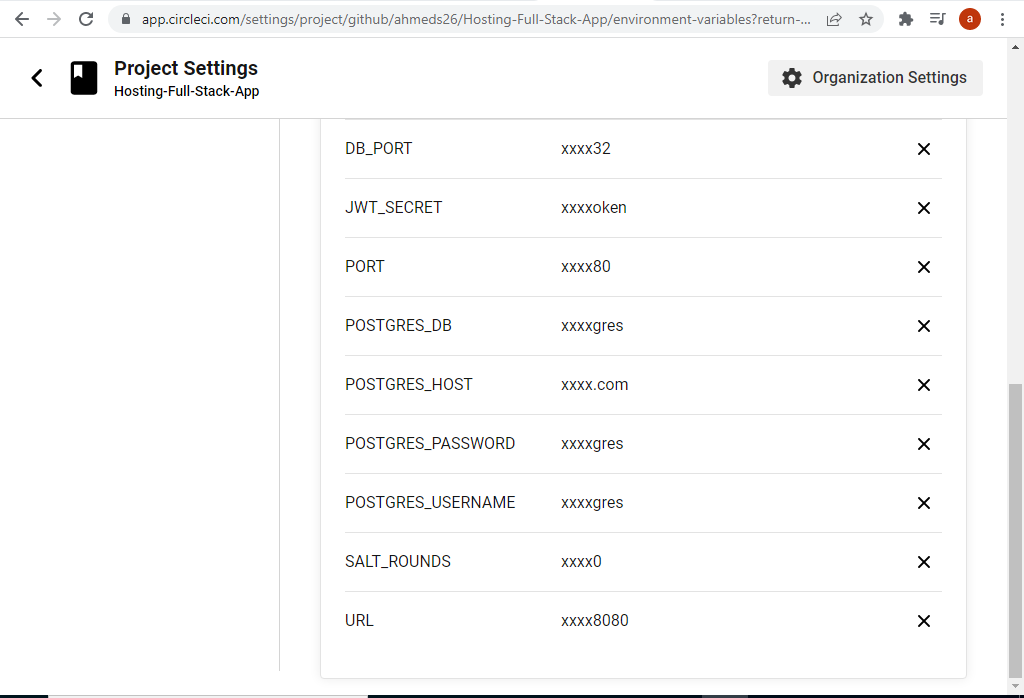 app.circleci.com/settings/project/github/ahmeds26/Hosting-Full-Stack-App/environment-variables?return-...
a
Project Settings
Hosting-Full-Stack-App
Organization Settings
DB_PORT xxxx32
JWT_SECRET xxxxoken
PORT xxxx80
POSTGRES_DB xxxxgres
POSTGRES_HOST xxxx.com
POSTGRES_PASSWORD xxxxgres
POSTGRES_USERNAME xxxxgres
SALT_ROUNDS xxxx0
URL xxxx8080